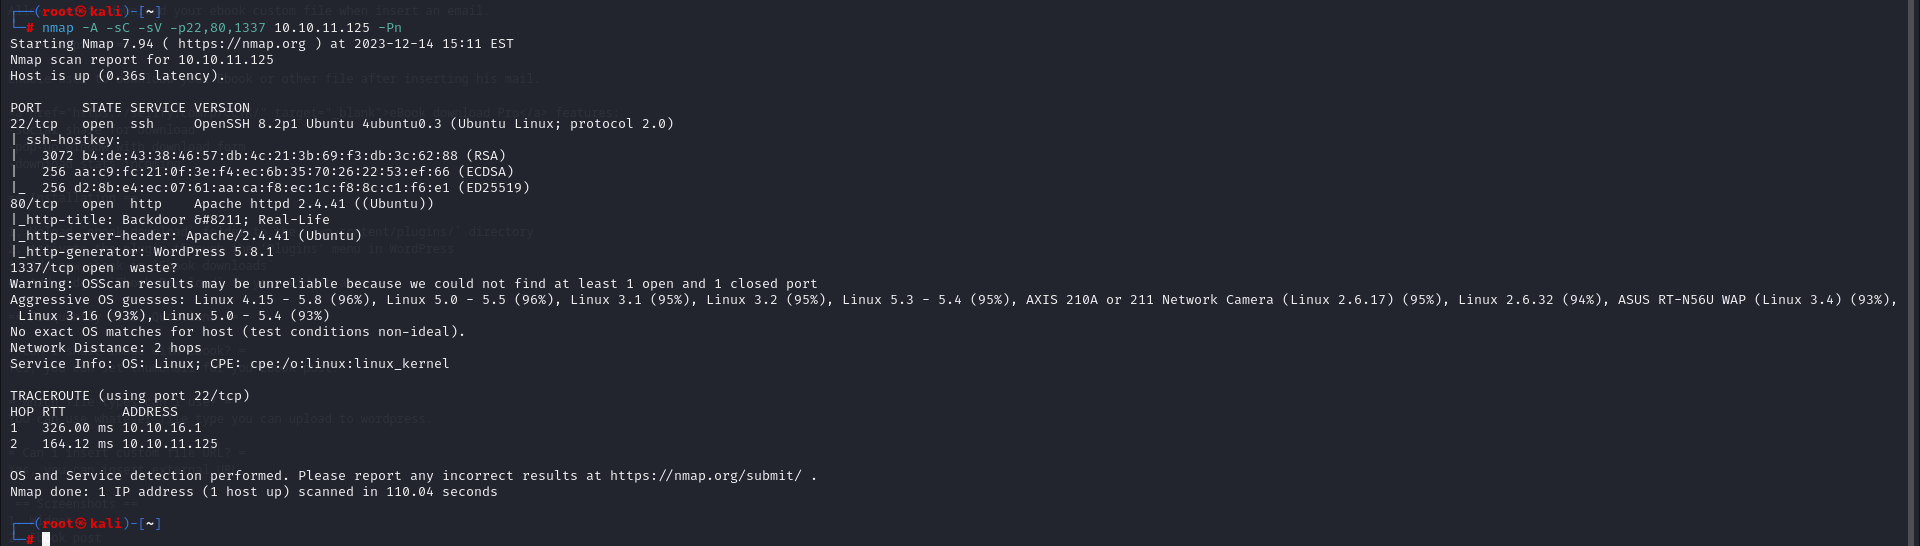 (root㉿kali)-[~]
# nmap -A -sC -sV -p22,80,1337 10.10.11.125 -Pn
Starting Nmap 7.94 ( https://nmap.org ) at 2023-12-14 15:11 EST
Nmap scan report for 10.10.11.125
Host is up (0.36s latency).
PORT     STATE SERVICE VERSION
22/tcp   open  ssh     OpenSSH 8.2p1 Ubuntu 4ubuntu0.3 (Ubuntu Linux; protocol 2.0)
| ssh-hostkey:
|   3072 b4:de:43:38:46:57:db:4c:21:3b:69:f3:db:3c:62:88 (RSA)
|   256 aa:c9:fc:21:0f:3e:f4:ec:6b:35:70:26:22:53:ef:66 (ECDSA)
|_  256 d2:8b:e4:ec:07:61:aa:ca:f8:ec:1c:f8:8c:c1:f6:e1 (ED25519)
80/tcp   open  http    Apache httpd 2.4.41 ((Ubuntu))
|_http-title: Backdoor &#8211; Real-Life
|_http-server-header: Apache/2.4.41 (Ubuntu)
|_http-generator: WordPress 5.8.1
1337/tcp open  waste?
Warning: OSScan results may be unreliable because we could not find at least 1 open and 1 closed port
Aggressive OS guesses: Linux 4.15 - 5.8 (96%), Linux 5.0 - 5.5 (96%), Linux 3.1 (95%), Linux 3.2 (95%), Linux 5.3 - 5.4 (95%), AXIS 210A or 211 Network Camera (Linux 2.6.17) (95%), Linux 2.6.32 (94%), ASUS RT-N56U WAP (Linux 3.4) (93%),
 Linux 3.16 (93%), Linux 5.0 - 5.4 (93%)
No exact OS matches for host (test conditions non-ideal).
Network Distance: 2 hops
Service Info: OS: Linux; CPE: cpe:/o:linux:linux_kernel
TRACEROUTE (using port 22/tcp)
HOP RTT       ADDRESS
1   326.00 ms 10.10.16.1
2   164.12 ms 10.10.11.125
OS and Service detection performed. Please report any incorrect results at https://nmap.org/submit/ .
Nmap done: 1 IP address (1 host up) scanned in 110.04 seconds
(root㉿kali)-[~]
#